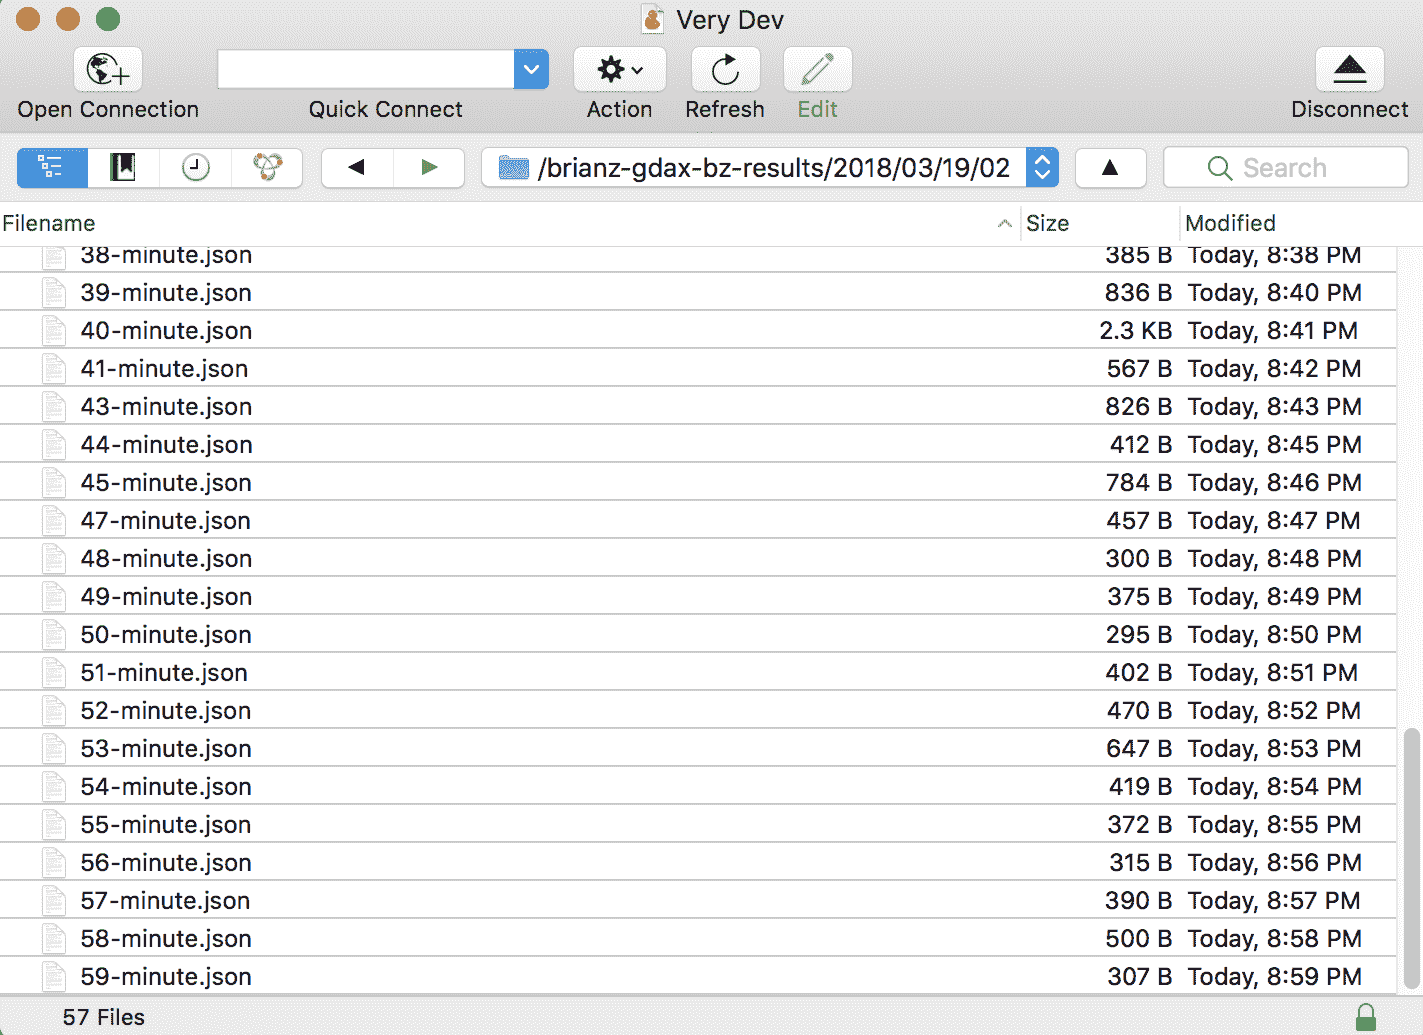 Very Dev
Open Connection
Quick Connect
Action
Refresh
Edit
Disconnect
/brianz-gdax-bz-results/2018/03/19/02
Search
Filename Size Modified
38-minute.json 385 B Today, 8:38 PM
39-minute.json 836 B Today, 8:40 PM
40-minute.json 2.3 KB Today, 8:41 PM
41-minute.json 567 B Today, 8:42 PM
43-minute.json 826 B Today, 8:43 PM
44-minute.json 412 B Today, 8:45 PM
45-minute.json 784 B Today, 8:46 PM
47-minute.json 457 B Today, 8:47 PM
48-minute.json 300 B Today, 8:48 PM
49-minute.json 375 B Today, 8:49 PM
50-minute.json 295 B Today, 8:50 PM
51-minute.json 402 B Today, 8:51 PM
52-minute.json 470 B Today, 8:52 PM
53-minute.json 647 B Today, 8:53 PM
54-minute.json 419 B Today, 8:54 PM
55-minute.json 372 B Today, 8:55 PM
56-minute.json 315 B Today, 8:56 PM
57-minute.json 390 B Today, 8:57 PM
58-minute.json 500 B Today, 8:58 PM
59-minute.json 307 B Today, 8:59 PM
57 Files